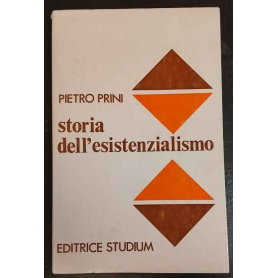 PIETRO PRINI
storia
dell'esistenzialismo
EDITRICE STUDIUM